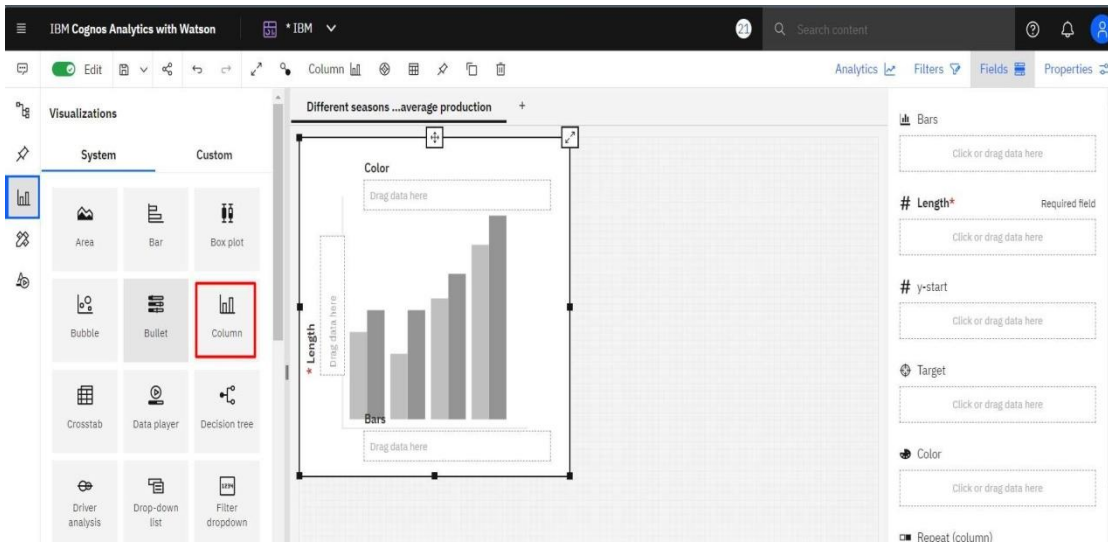 IBM Cognos Analytics with Watson
* IBM
21
Search content
Edit
Column
Analytics
Filters
Fields
Properties
Visualizations
System
Custom
Area
Bar
Box plot
Bubble
Bullet
Column
Crosstab
Data player
Decision tree
Driver
analysis
Drop-down
list
1234
Filter
dropdown
Different seasons ...average production
+
Color
Drag data here
* Length
Drag data here
Bars
Drag data here
Bars
Click or drag data here
# Length*
Required field
Click or drag data here
# y-start
Click or drag data here
Target
Click or drag data here
Color
Click or drag data here
Repeat (column)